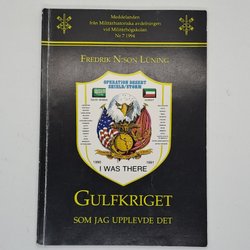 Meddelanden
från Militärhistoriska avdelningen
vid Militärhögskolan
Nr 7 1994
FREDRIK N:SON LÜNING
OPERATION DESERT
SHIELD/STORM
1990
1991
I WAS THERE
GULFKRIGET
SOM JAG UPPLEVDE DET